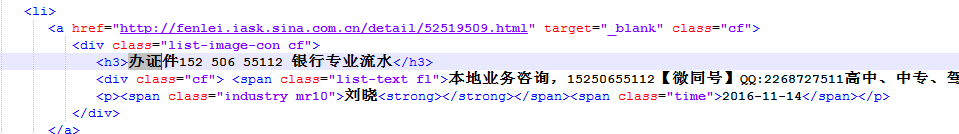 <li>
<a href="http://fenlei.iask.sina.com.cn/detail/52519509.html" target="_blank" class="cf">
<div class="list-image-con cf">
<h3>办证件152 506 55112 银行专业流水</h3>
<div class="cf"> <span class="list-text fl">本地业务咨询，15250655112【微同号】QQ:2268727511高中、中专、驾
<p><span class="industry mr10">刘晓<strong></strong></span><span class="time">2016-11-14</span></p>
</div>
</a>